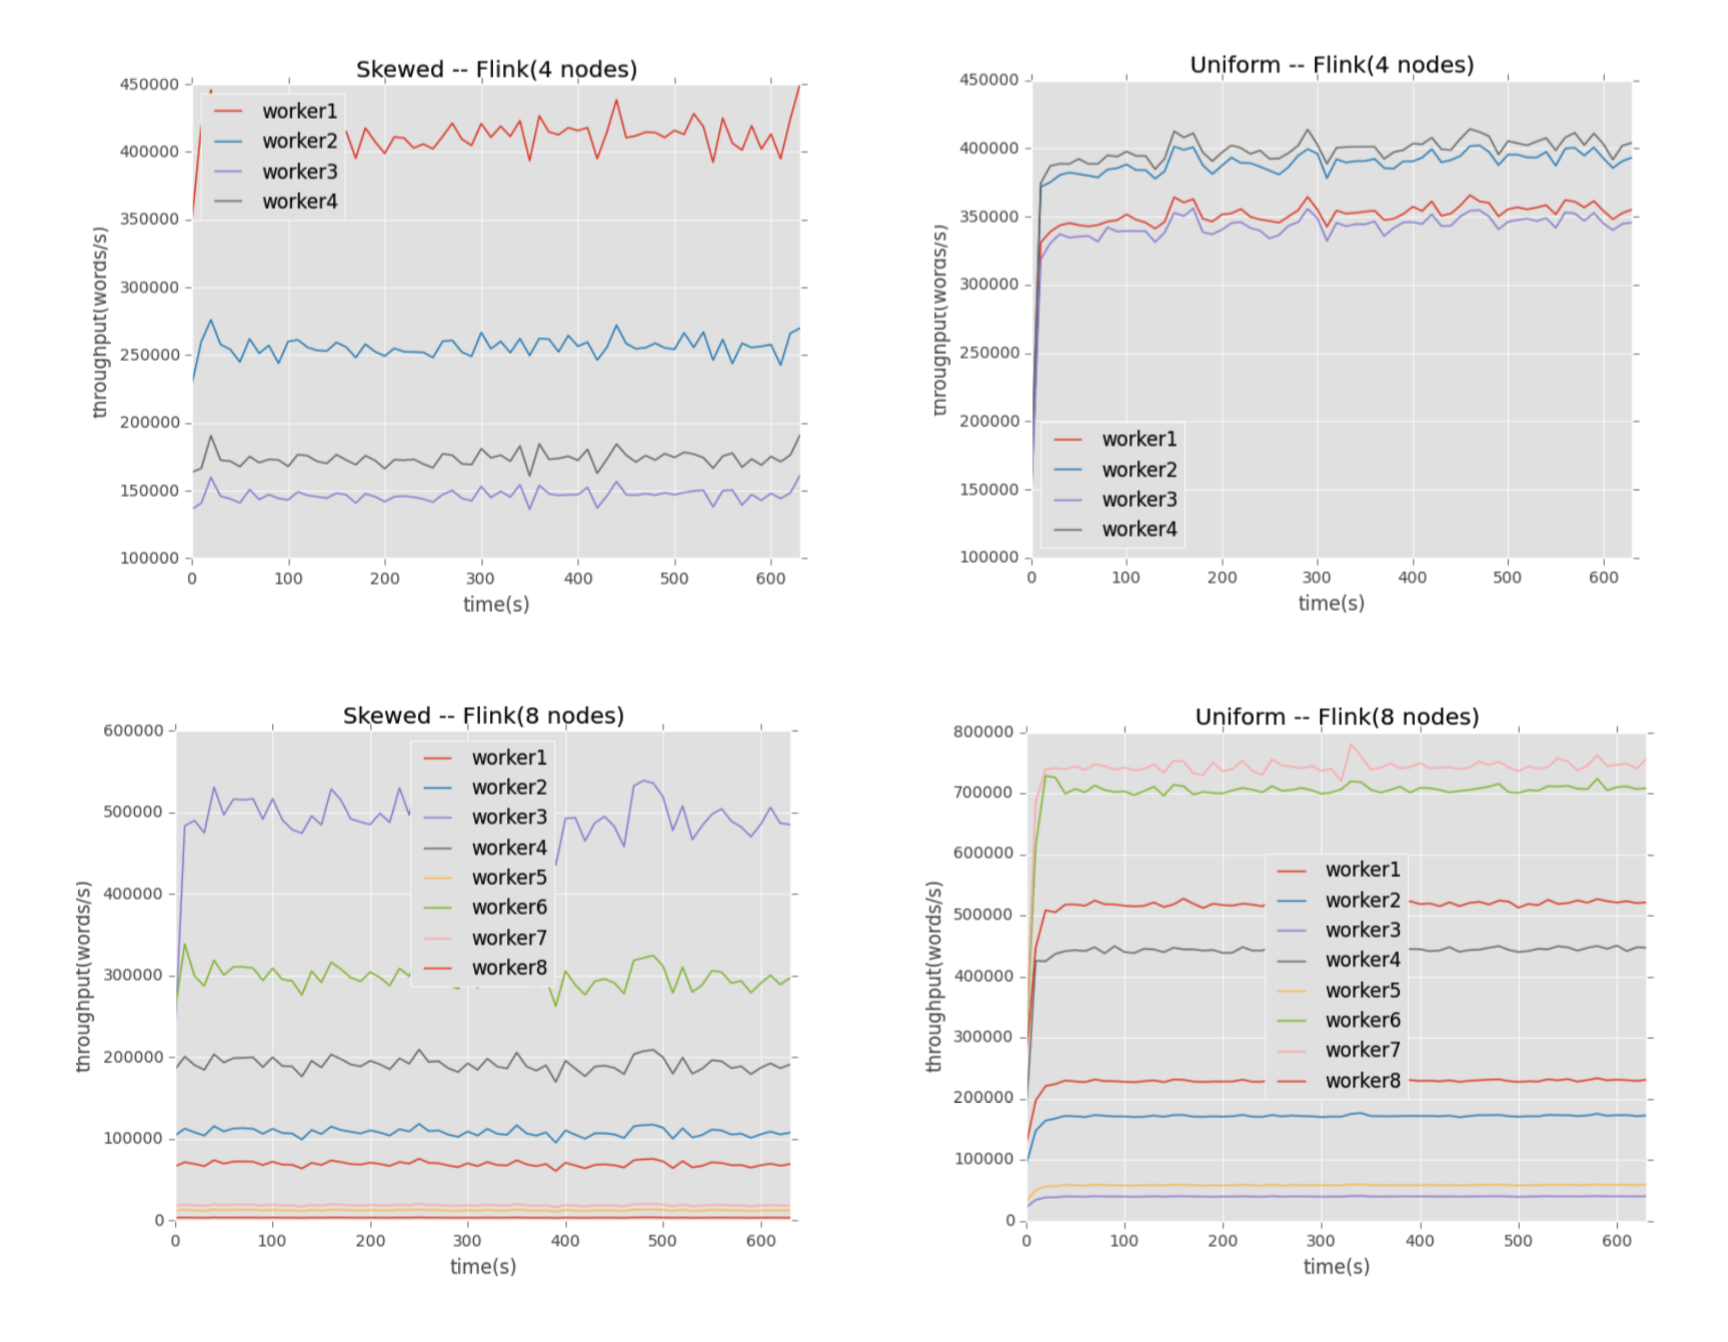 Skewed -- Flink(4 nodes)
450000
400000
350000
300000
250000
200000
150000
100000
throughput(words/s)
worker1
worker2
worker3
worker4
0 100 200 300 400 500 600
time(s)
Uniform -- Flink(4 nodes)
450000
400000
350000
300000
250000
200000
150000
100000
throughput(words/s)
worker1
worker2
worker3
worker4
0 100 200 300 400 500 600
time(s)
Skewed -- Flink(8 nodes)
600000
500000
400000
300000
200000
100000
0
throughput(words/s)
worker1
worker2
worker3
worker4
worker5
worker6
worker7
worker8
0 100 200 300 400 500 600
time(s)
Uniform -- Flink(8 nodes)
800000
700000
600000
500000
400000
300000
200000
100000
0
throughput(words/s)
worker1
worker2
worker3
worker4
worker5
worker6
worker7
worker8
0 100 200 300 400 500 600
time(s)